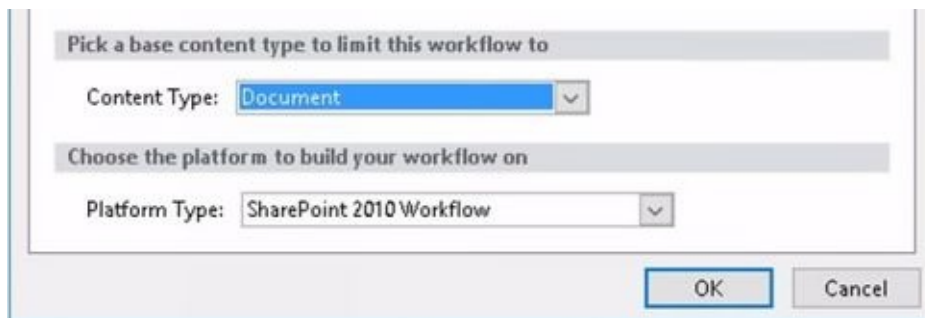 Pick a base content type to limit this workflow to
Content Type: Document
Choose the platform to build your workflow on
Platform Type: SharePoint 2010 Workflow
OK Cancel